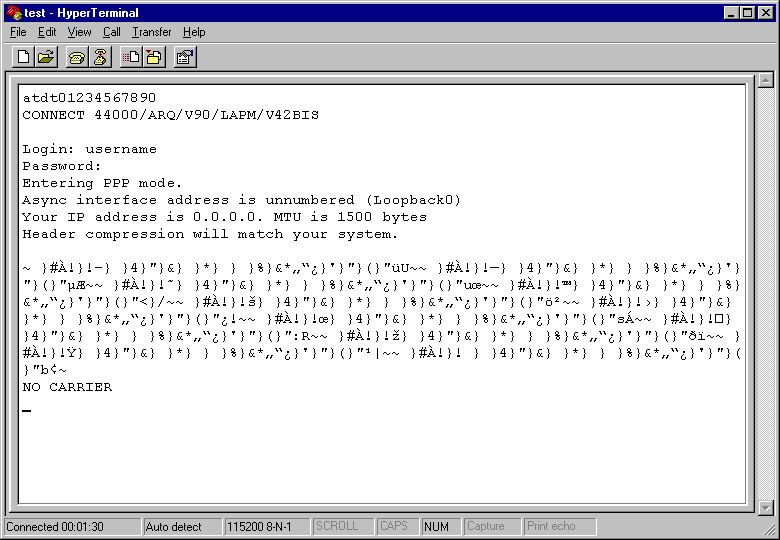 test - HyperTerminal
File Edit View Call Transfer Help
atdt01234567890
CONNECT 44000/ARQ/V90/LAPM/V42BIS
Login: username
Password:
Entering PPP mode.
Async interface address is unnumbered (Loopback0)
Your IP address is 0.0.0.0. MTU is 1500 bytes
Header compression will match your system.
~ }#À!}!–} }4}"}&} }*} } }%}&*„“¿}'}"}(}"üU~~ }#À!}!—} }4}"}&} }*} } }%}&*„“¿}'}
"}(}"µÆ~~ }#À!}!˜} }4}"}&} }*} } }%}&*„“¿}'}"}(}"uœ~~ }#À!}!™} }4}"}&} }*} } }%}
&*„“¿}'}"}(}"<}/~~ }#À!}!š} }4}"}&} }*} } }%}&*„“¿}'}"}(}"ö²~~ }#À!}!›} }4}"}&}
}*} } }%}&*„“¿}'}"}(}"¿!~~ }#À!}!œ} }4}"}&} }*} } }%}&*„“¿}'}"}(}"sÁ~~ }#À!}!□}
}4}"}&} }*} } }%}&*„“¿}'}"}(}":R~~ }#À!}!ž} }4}"}&} }*} } }%}&*„“¿}'}"}(}"ðï~~ }
#À!}!Ÿ} }4}"}&} }*} } }%}&*„“¿}'}"}(}"¹|~~ }#À!}! } }4}"}&} }*} } }%}&*„“¿}'}"}(
}"b¢~
NO CARRIER
_
Connected 00:01:30 Auto detect 115200 8-N-1 SCROLL CAPS NUM Capture Print echo